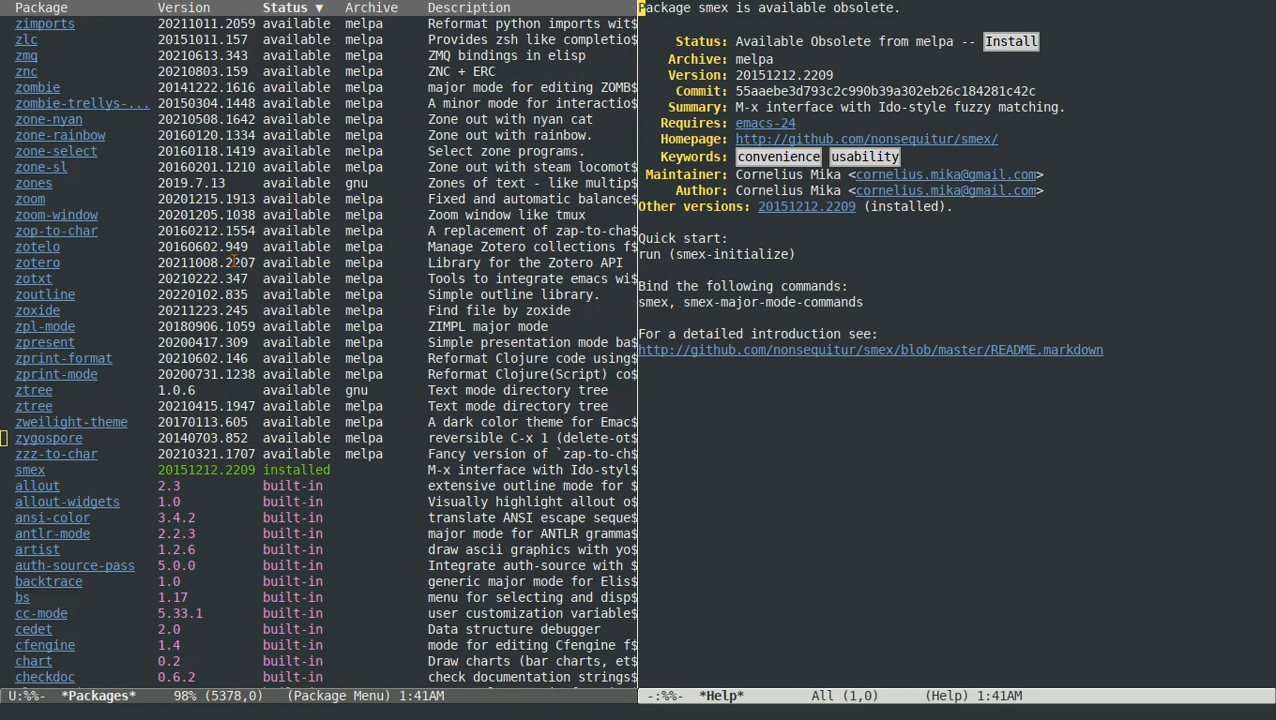 Package Version Status ▼ Archive Description
zimports 20211011.2059 available melpa Reformat python imports wit$
zlc 20151011.157 available melpa Provides zsh like completio$
zmq 20210613.343 available melpa ZMQ bindings in elisp
znc 20210803.159 available melpa ZNC + ERC
zombie 20141222.1616 available melpa major mode for editing ZOMB$
zombie-trellys-... 20150304.1448 available melpa A minor mode for interactio$
zone-nyan 20210508.1642 available melpa Zone out with nyan cat
zone-rainbow 20160120.1334 available melpa Zone out with rainbow.
zone-select 20160118.1419 available melpa Select zone programs.
zone-sl 20160201.1210 available melpa Zone out with steam locomot$
zones 2019.7.13 available gnu Zones of text - like multip$
zoom 20201215.1913 available melpa Fixed and automatic balance$
zoom-window 20201205.1038 available melpa Zoom window like tmux
zop-to-char 20160212.1554 available melpa A replacement of zap-to-cha$
zotelo 20160602.949 available melpa Manage Zotero collections f$
zotero 20211008.2207 available melpa Library for the Zotero API
zotxt 20210222.347 available melpa Tools to integrate emacs wi$
zoutline 20220102.835 available melpa Simple outline library.
zoxide 20211223.245 available melpa Find file by zoxide
zpl-mode 20180906.1059 available melpa ZIMPL major mode
zpresent 20200417.309 available melpa Simple presentation mode ba$
zprint-format 20210602.146 available melpa Reformat Clojure code using$
zprint-mode 20200731.1238 available melpa Reformat Clojure(Script) co$
ztree 1.0.6 available gnu Text mode directory tree
ztree 20210415.1947 available melpa Text mode directory tree
zweilight-theme 20170113.605 available melpa A dark color theme for Emac$
zygospore 20140703.852 available melpa reversible C-x 1 (delete-ot$
zzz-to-char 20210321.1707 available melpa Fancy version of `zap-to-ch$
smex 20151212.2209 installed M-x interface with Ido-styl$
allout 2.3 built-in extensive outline mode for $
allout-widgets 1.0 built-in Visually highlight allout o$
ansi-color 3.4.2 built-in translate ANSI escape seque$
antlr-mode 2.2.3 built-in major mode for ANTLR gramma$
artist 1.2.6 built-in draw ascii graphics with yo$
auth-source-pass 5.0.0 built-in Integrate auth-source with $
backtrace 1.0 built-in generic major mode for Elis$
bs 1.17 built-in menu for selecting and disp$
cc-mode 5.33.1 built-in user customization variable$
cedet 2.0 built-in Data structure debugger
cfengine 1.4 built-in mode for editing Cfengine f$
chart 0.2 built-in Draw charts (bar charts, et$
checkdoc 0.6.2 built-in check documentation strings$
U:%%- *Packages* 98% (5378,0) (Package Menu) 1:41AM
Package smex is available obsolete.
Status: Available Obsolete from melpa -- Install
Archive: melpa
Version: 20151212.2209
Commit: 55aaebe3d793c2c990b39a302eb26c184281c42c
Summary: M-x interface with Ido-style fuzzy matching.
Requires: emacs-24
Homepage: http://github.com/nonsequitur/smex/
Keywords: convenience usability
Maintainer: Cornelius Mika <cornelius.mika@gmail.com>
Author: Cornelius Mika <cornelius.mika@gmail.com>
Other versions: 20151212.2209 (installed).
Quick start:
run (smex-initialize)
Bind the following commands:
smex, smex-major-mode-commands
For a detailed introduction see:
http://github.com/nonsequitur/smex/blob/master/README.markdown
-:%%- *Help* All (1,0) (Help) 1:41AM